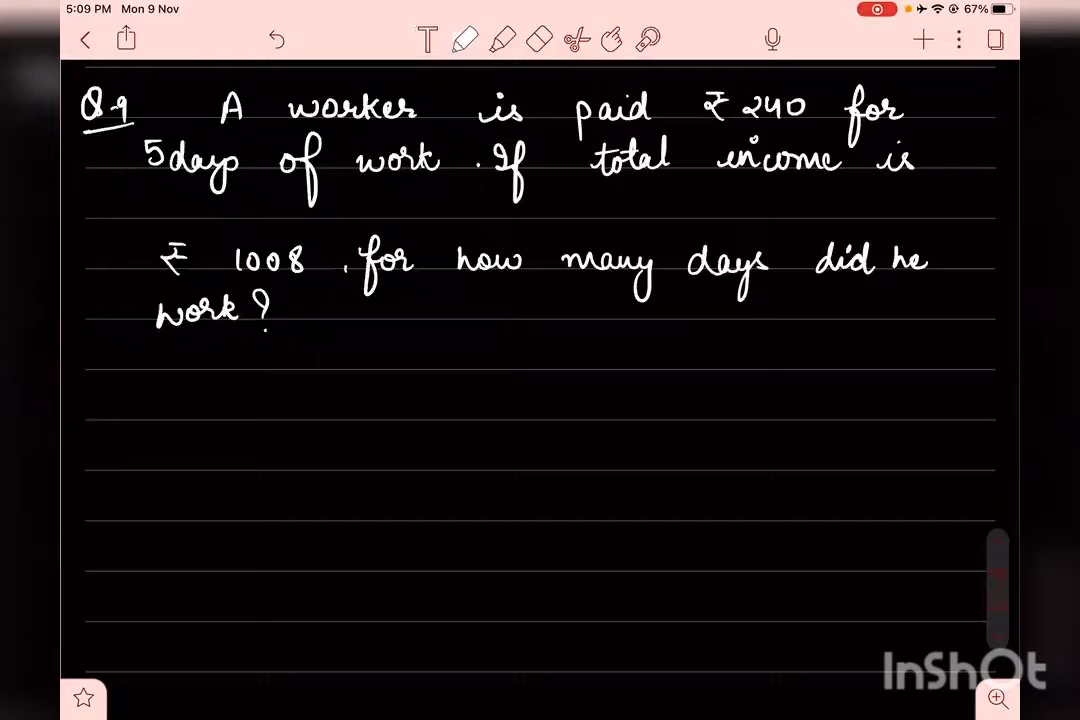 5:09 PM Mon 9 Nov 67%
T
Q-9 A worker is paid ₹ 240 for
5 days of work . If total income is
₹ 1008 , for how many days did he
work ?
InShOt